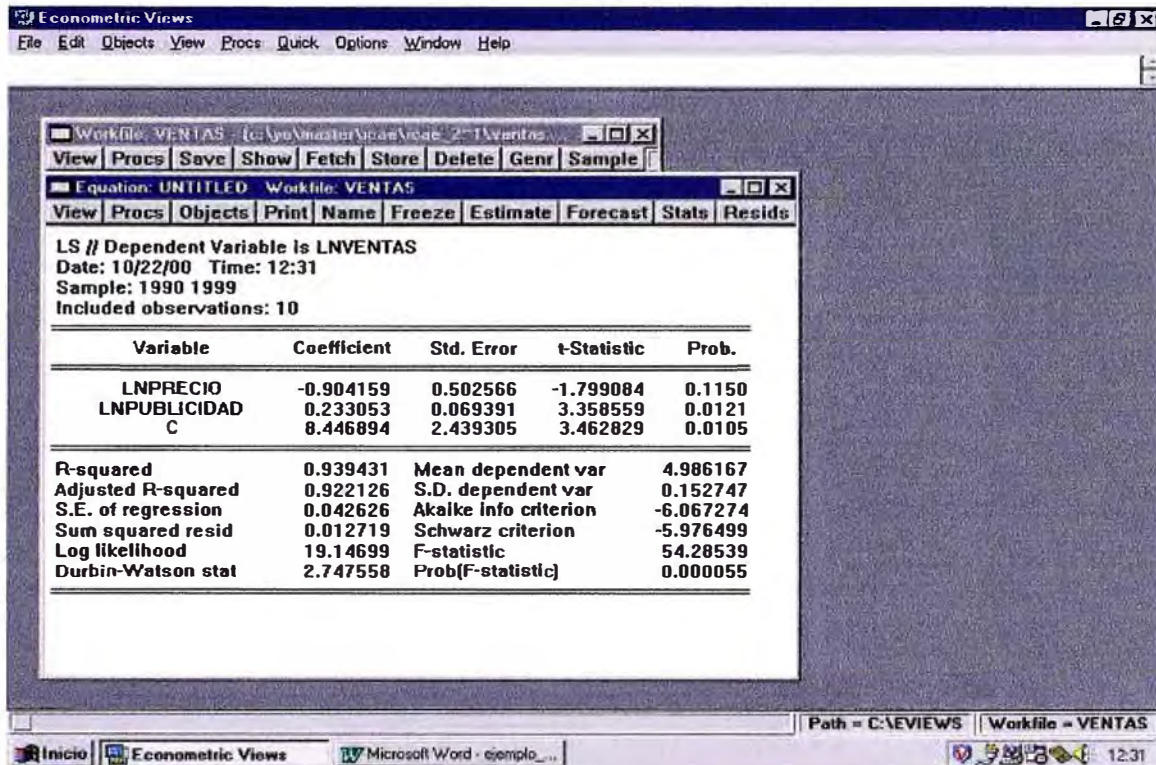 Econometric Views
File Edit Objects View Procs Quick Options Window Help
Workfile: VENTAS
View Procs Save Show Fetch Store Delete Genr Sample
Equation: UNTITLED Workfile: VENTAS
View Procs Objects Print Name Freeze Estimate Forecast Stats Resids
LS // Dependent Variable is LNVENTAS
Date: 10/22/00 Time: 12:31
Sample: 1990 1999
Included observations: 10
Variable Coefficient Std. Error t-Statistic Prob.
LNPRECIO -0.904159 0.502566 -1.799084 0.1150
LNPUBLICIDAD 0.233053 0.069391 3.358559 0.0121
C 8.446894 2.439305 3.462829 0.0105
R-squared 0.939431 Mean dependent var 4.986167
Adjusted R-squared 0.922126 S.D. dependent var 0.152747
S.E. of regression 0.042626 Akaike info criterion -6.067274
Sum squared resid 0.012719 Schwarz criterion -5.976499
Log likelihood 19.14699 F-statistic 54.28539
Durbin-Watson stat 2.747558 Prob(F-statistic) 0.000055
Path = C:\EVIEWS Workfile = VENTAS
Inicio Econometric Views Microsoft Word - ejemplo_... 12:31